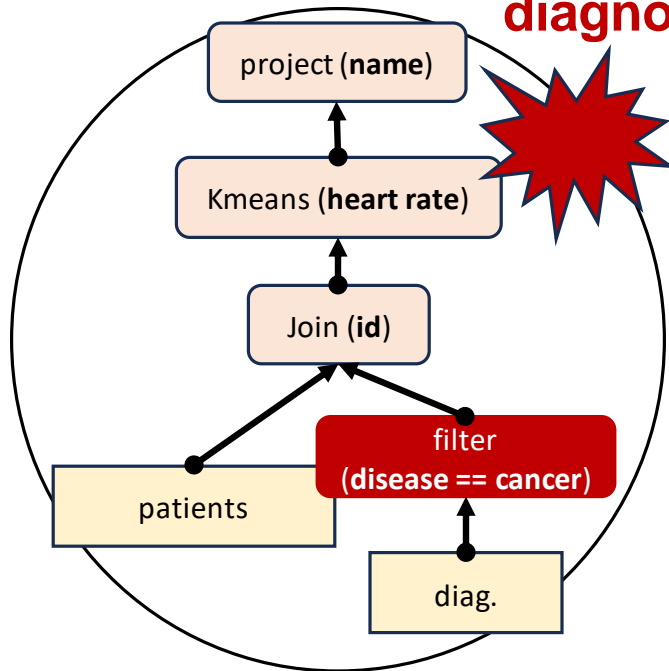 diagno
project (name)
Kmeans (heart rate)
Join (id)
filter
(disease == cancer)
patients
diag.